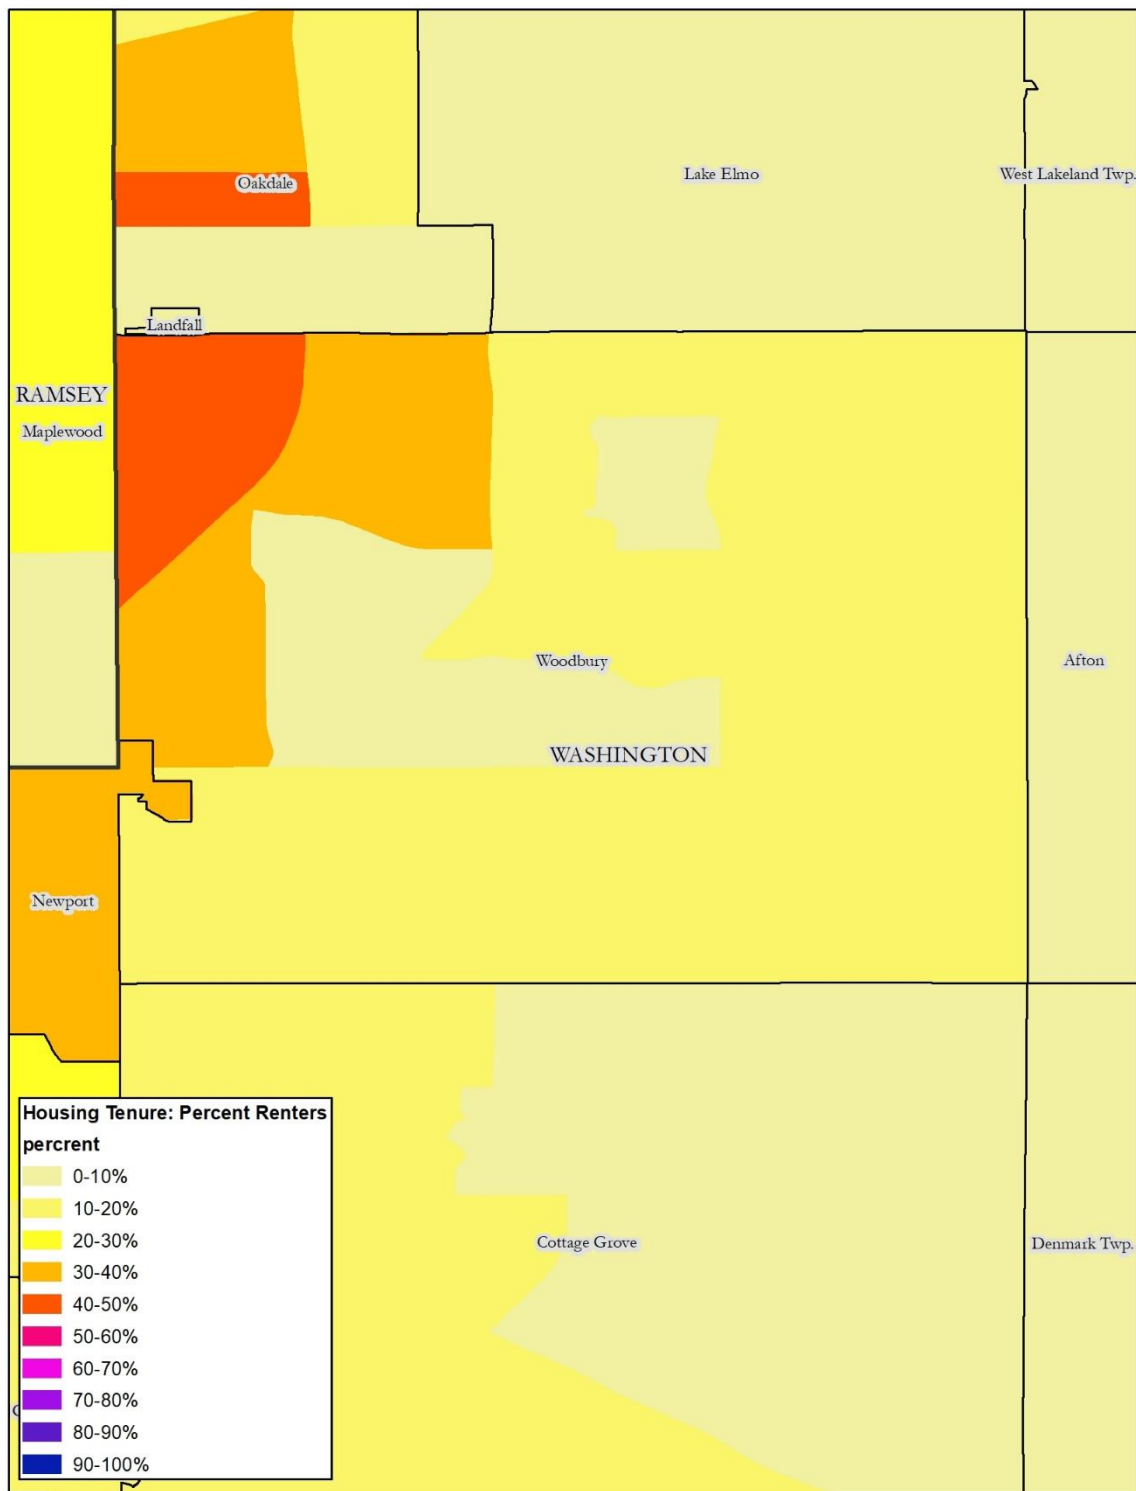 Oakdale
Lake Elmo
West Lakeland Twp.
Landfall
RAMSEY
Maplewood
Woodbury
Afton
WASHINGTON
Newport
Housing Tenure: Percent Renters
percrent
0-10%
10-20%
20-30%
30-40%
40-50%
50-60%
60-70%
70-80%
80-90%
90-100%
Cottage Grove
Denmark Twp.